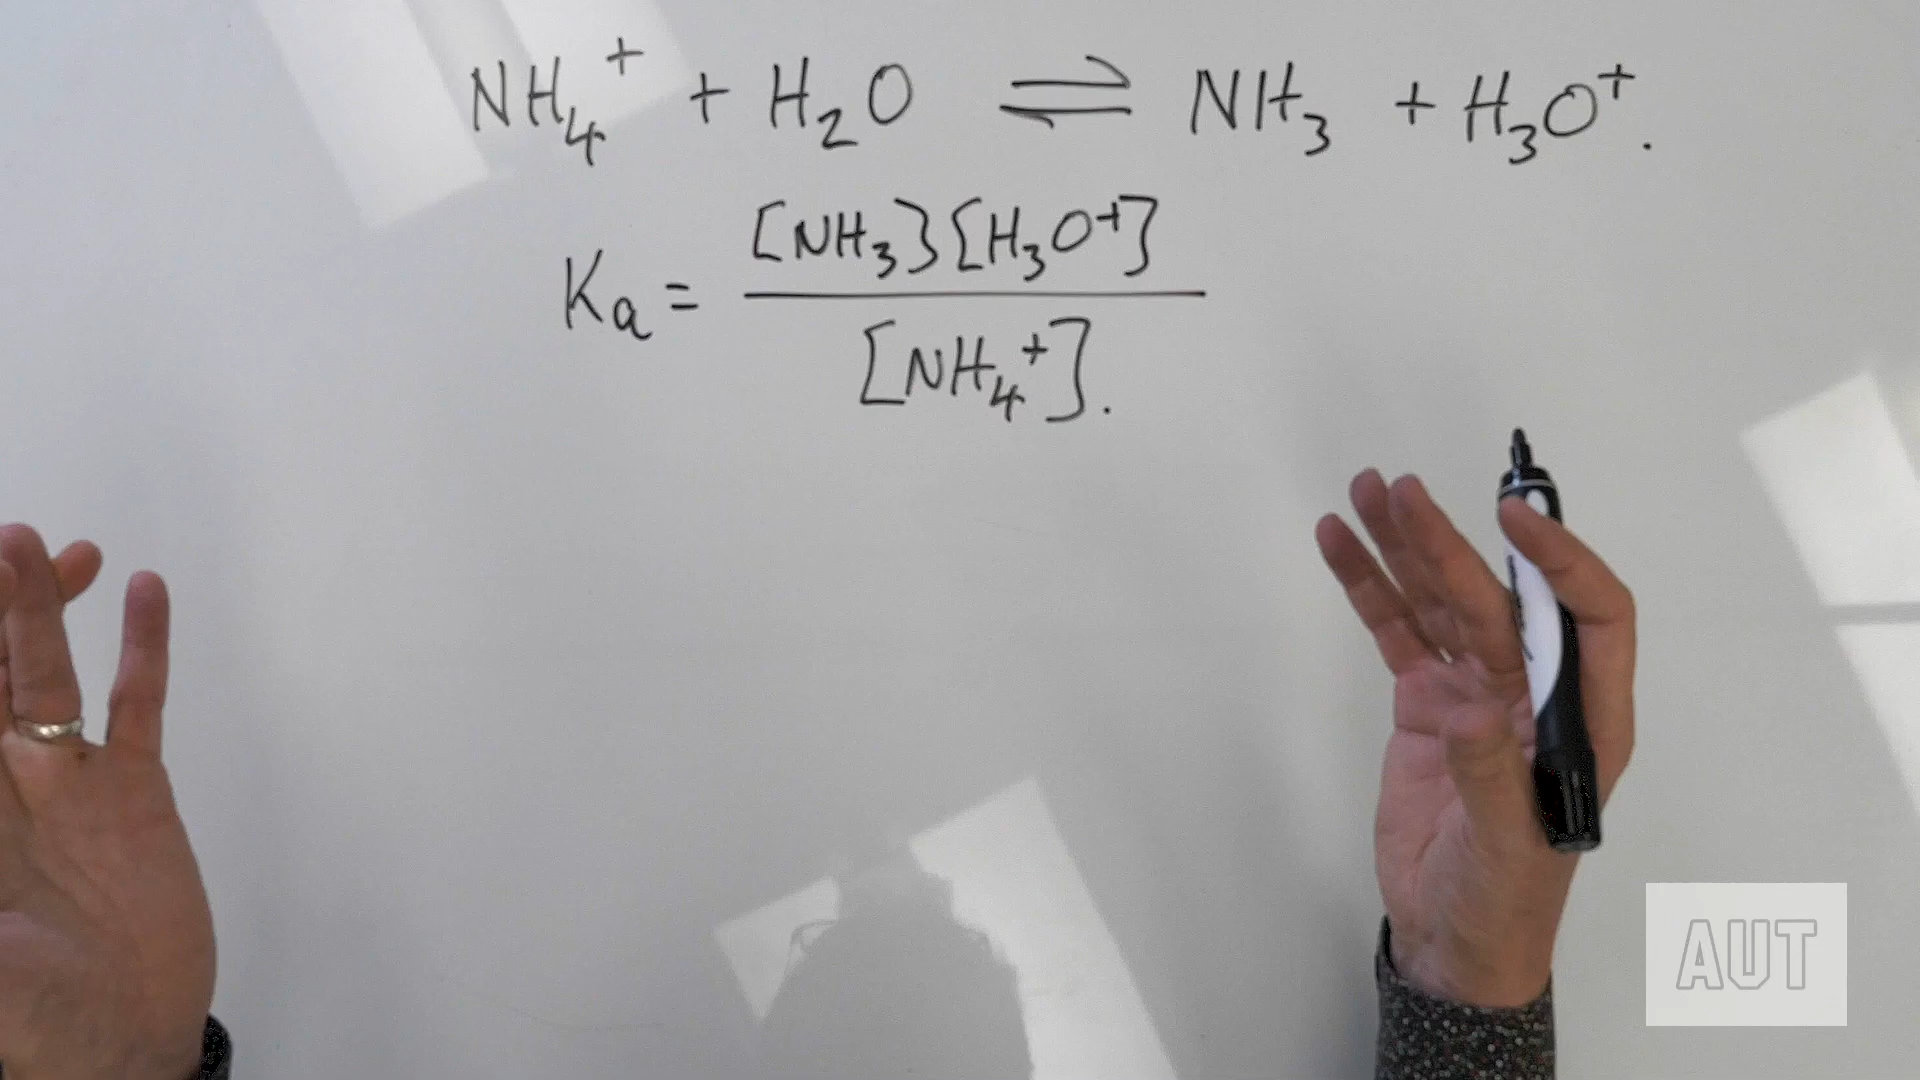 NH₄⁺ + H₂O ⇌ NH₃ + H₃O⁺.
Ka = [NH₃][H₃O⁺] / [NH₄⁺].
AUT